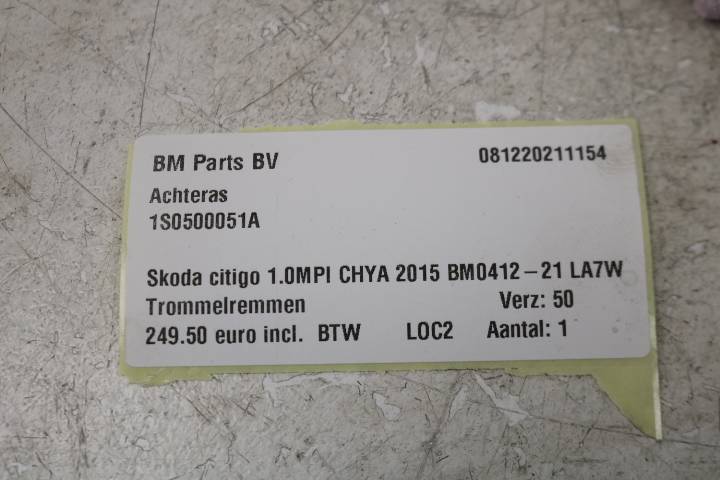 BM Parts BV 081220211154
Achteras
1S0500051A
Skoda citigo 1.0MPI CHYA 2015 BM0412-21 LA7W
Trommelremmen Verz: 50
249.50 euro incl. BTW LOC2 Aantal: 1